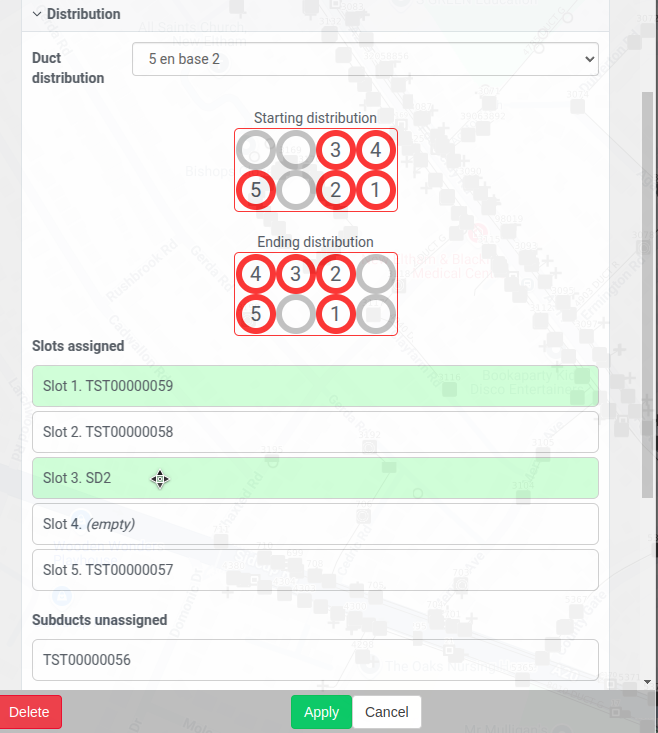 Distribution
Duct distribution
5 en base 2
Starting distribution
3 4
5 2 1
Ending distribution
4 3 2
5 1
Slots assigned
Slot 1. TST00000059
Slot 2. TST00000058
Slot 3. SD2
Slot 4. (empty)
Slot 5. TST00000057
Subducts unassigned
TST00000056
Delete
Apply
Cancel